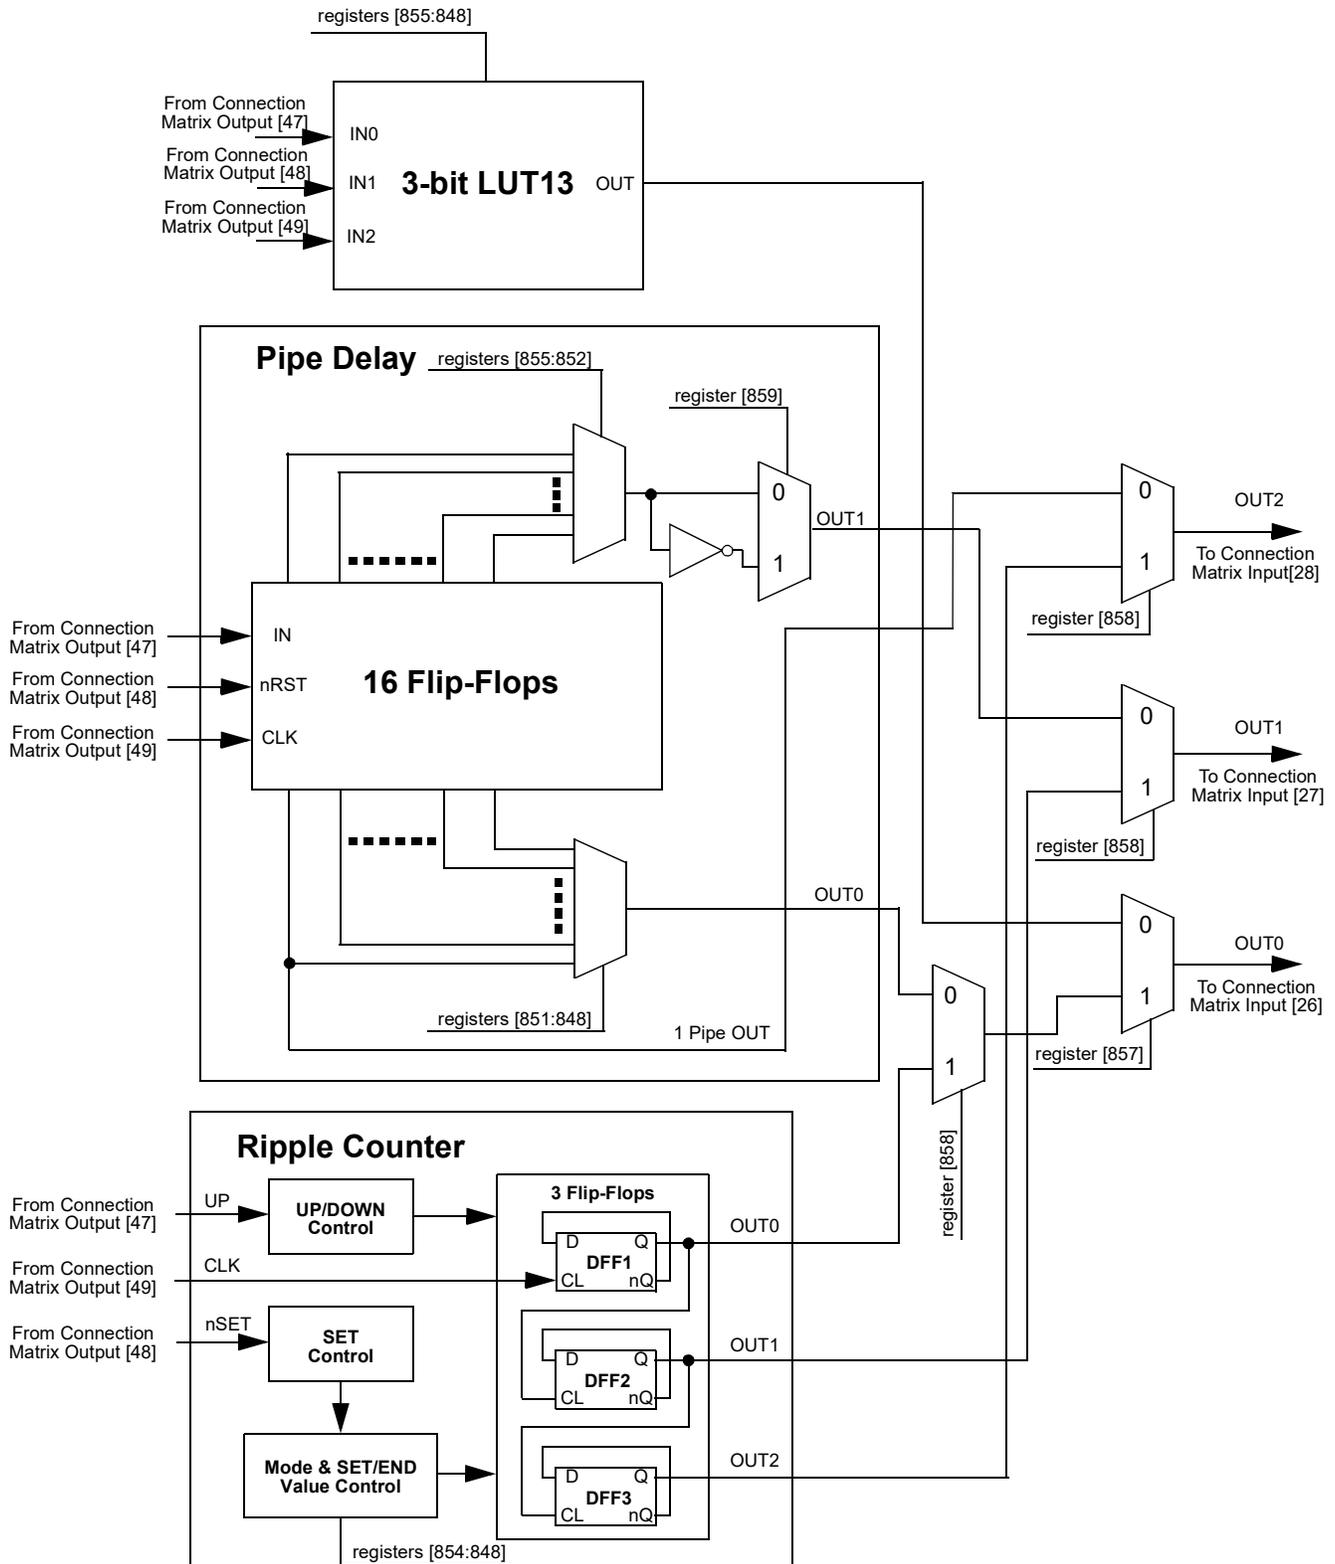 registers [855:848]
From Connection
Matrix Output [47]
IN0
From Connection
Matrix Output [48]
IN1
3-bit LUT13
OUT
From Connection
Matrix Output [49]
IN2
Pipe Delay
registers [855:852]
register [859]
0
1
OUT1
0
1
OUT2
To Connection
Matrix Input[28]
register [858]
From Connection
Matrix Output [47]
IN
From Connection
Matrix Output [48]
nRST
16 Flip-Flops
From Connection
Matrix Output [49]
CLK
0
1
OUT1
To Connection
Matrix Input [27]
register [858]
OUT0
0
1
OUT0
To Connection
Matrix Input [26]
register [857]
0
1
register [858]
registers [851:848]
1 Pipe OUT
Ripple Counter
From Connection
Matrix Output [47]
UP
UP/DOWN
Control
3 Flip-Flops
D
Q
DFF1
CL
nQ
OUT0
From Connection
Matrix Output [49]
CLK
From Connection
Matrix Output [48]
nSET
SET
Control
D
Q
DFF2
CL
nQ
OUT1
Mode & SET/END
Value Control
D
Q
DFF3
CL
nQ
OUT2
registers [854:848]